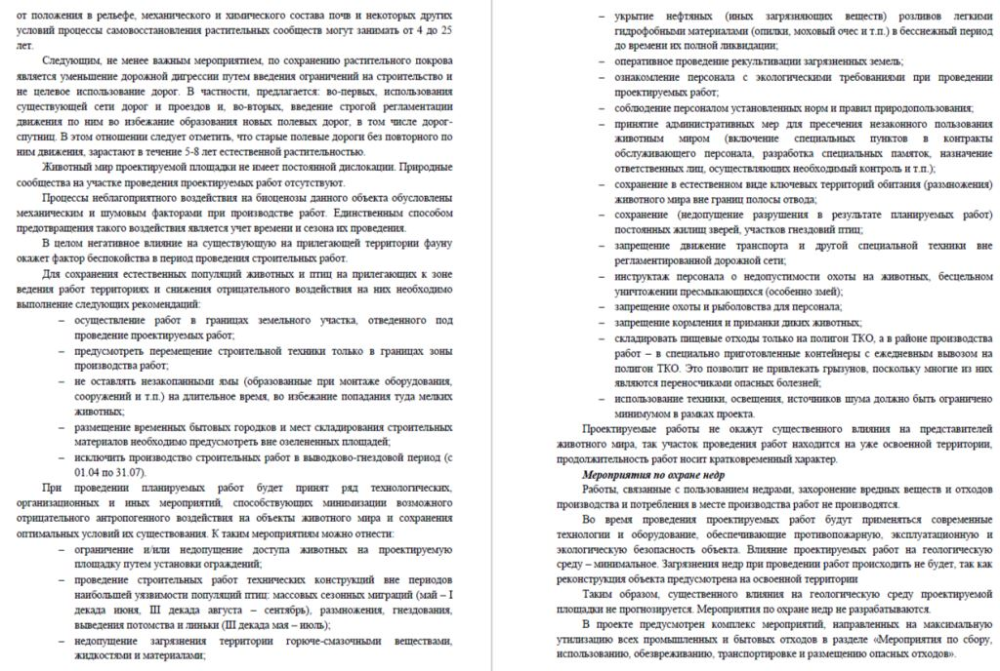 от положения в рельефе, механического и химического состава почв и некоторых других
условий процессы самовосстановления растительных сообществ могут занимать от 4 до 25
лет.
Следующим, не менее важным мероприятием, по сохранению растительного покрова
является уменьшение дорожной дигрессии путем введения ограничений на строительство и
не целевое использование дорог. В частности, предлагается: во-первых, использования
существующей сети дорог и проездов и, во-вторых, введение строгой регламентации
движения по ним во избежание образования новых полевых дорог, в том числе дорог-
спутниц. В этом отношении следует отметить, что старые полевые дороги без повторного по
ним движения, зарастают в течение 5-8 лет естественной растительностью.
Животный мир проектируемой площадки не имеет постоянной дислокации. Природные
сообщества на участке проведения проектируемых работ отсутствуют.
Процессы неблагоприятного воздействия на биоценозы данного объекта обусловлены
механическим и шумовым факторами при производстве работ. Единственным способом
предотвращения такого воздействия является учет времени и сезона их проведения.
В целом негативное влияние на существующую на прилегающей территории фауну
окажет фактор беспокойства в период проведения строительных работ.
Для сохранения естественных популяций животных и птиц на прилегающих к зоне
ведения работ территориях и снижения отрицательного воздействия на них необходимо
выполнение следующих рекомендаций:
– осуществление работ в границах земельного участка, отведенного под
проведение проектируемых работ;
– предусмотреть перемещение строительной техники только в границах зоны
производства работ;
– не оставлять незакопанными ямы (образованные при монтаже оборудования,
сооружений и т.п.) на длительное время, во избежание попадания туда мелких
животных;
– размещение временных бытовых городков и мест складирования строительных
материалов необходимо предусмотреть вне озелененных площадей;
– исключить производство строительных работ в выводково-гнездовой период (с
01.04 по 31.07).
При проведении планируемых работ будет принят ряд технологических,
организационных и иных мероприятий, способствующих минимизации возможного
отрицательного антропогенного воздействия на объекты животного мира и сохранения
оптимальных условий их существования. К таким мероприятиям можно отнести:
– ограничение и/или недопущение доступа животных на проектируемую
площадку путем установки ограждений;
– проведение строительных работ технических конструкций вне периодов
наибольшей уязвимости популяций птиц: массовых сезонных миграций (май – I
декада июня, III декада августа – сентябрь), размножения, гнездования,
выведения потомства и линьки (III декада мая – июль);
– недопущение загрязнения территории горюче-смазочными веществами,
жидкостями и материалами;
– укрытие нефтяных (иных загрязняющих веществ) розливов легкими
гидрофобными материалами (опилки, моховый очес и т.п.) в бесснежный период
до времени их полной ликвидации;
– оперативное проведение рекультивации загрязненных земель;
– ознакомление персонала с экологическими требованиями при проведении
проектируемых работ;
– соблюдение персоналом установленных норм и правил природопользования;
– принятие административных мер для пресечения незаконного пользования
животным миром (включение специальных пунктов в контракты
обслуживающего персонала, разработка специальных памяток, назначение
ответственных лиц, осуществляющих необходимый контроль и т.п.);
– сохранение в естественном виде ключевых территорий обитания (размножения)
животного мира вне границ полосы отвода;
– сохранение (недопущение разрушения в результате планируемых работ)
постоянных жилищ зверей, участков гнездовий птиц;
– запрещение движение транспорта и другой специальной техники вне
регламентированной дорожной сети;
– инструктаж персонала о недопустимости охоты на животных, бесцельном
уничтожении пресмыкающихся (особенно змей);
– запрещение охоты и рыболовства для персонала;
– запрещение кормления и приманки диких животных;
– складировать пищевые отходы только на полигон ТКО, а в районе производства
работ – в специально приготовленные контейнеры с ежедневным вывозом на
полигон ТКО. Это позволит не привлекать грызунов, поскольку многие из них
являются переносчиками опасных болезней;
– использование техники, освещения, источников шума должно быть ограничено
минимумом в рамках проекта.
Проектируемые работы не окажут существенного влияния на представителей
животного мира, так участок проведения работ находится на уже освоенной территории,
продолжительность работ носит кратковременный характер.
Мероприятия по охране недр
Работы, связанные с пользованием недрами, захоронение вредных веществ и отходов
производства и потребления в месте производства работ не производятся.
Во время проведения проектируемых работ будут применяться современные
технологии и оборудование, обеспечивающие противопожарную, эксплуатационную и
экологическую безопасность объекта. Влияние проектируемых работ на геологическую
среду – минимальное. Загрязнения недр при проведении работ происходить не будет, так как
реконструкция объекта предусмотрена на освоенной территории
Таким образом, существенного влияния на геологическую среду проектируемой
площадки не прогнозируется. Мероприятия по охране недр не разрабатываются.
В проекте предусмотрен комплекс мероприятий, направленных на максимальную
утилизацию всех промышленных и бытовых отходов в разделе «Мероприятия по сбору,
использованию, обезвреживанию, транспортировке и размещению опасных отходов».